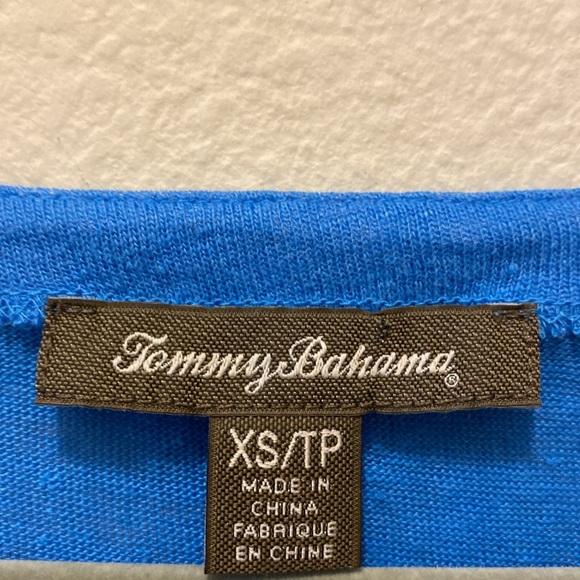 Tommy Bahama®
XS/TP
MADE IN
CHINA
FABRIQUE
EN CHINE